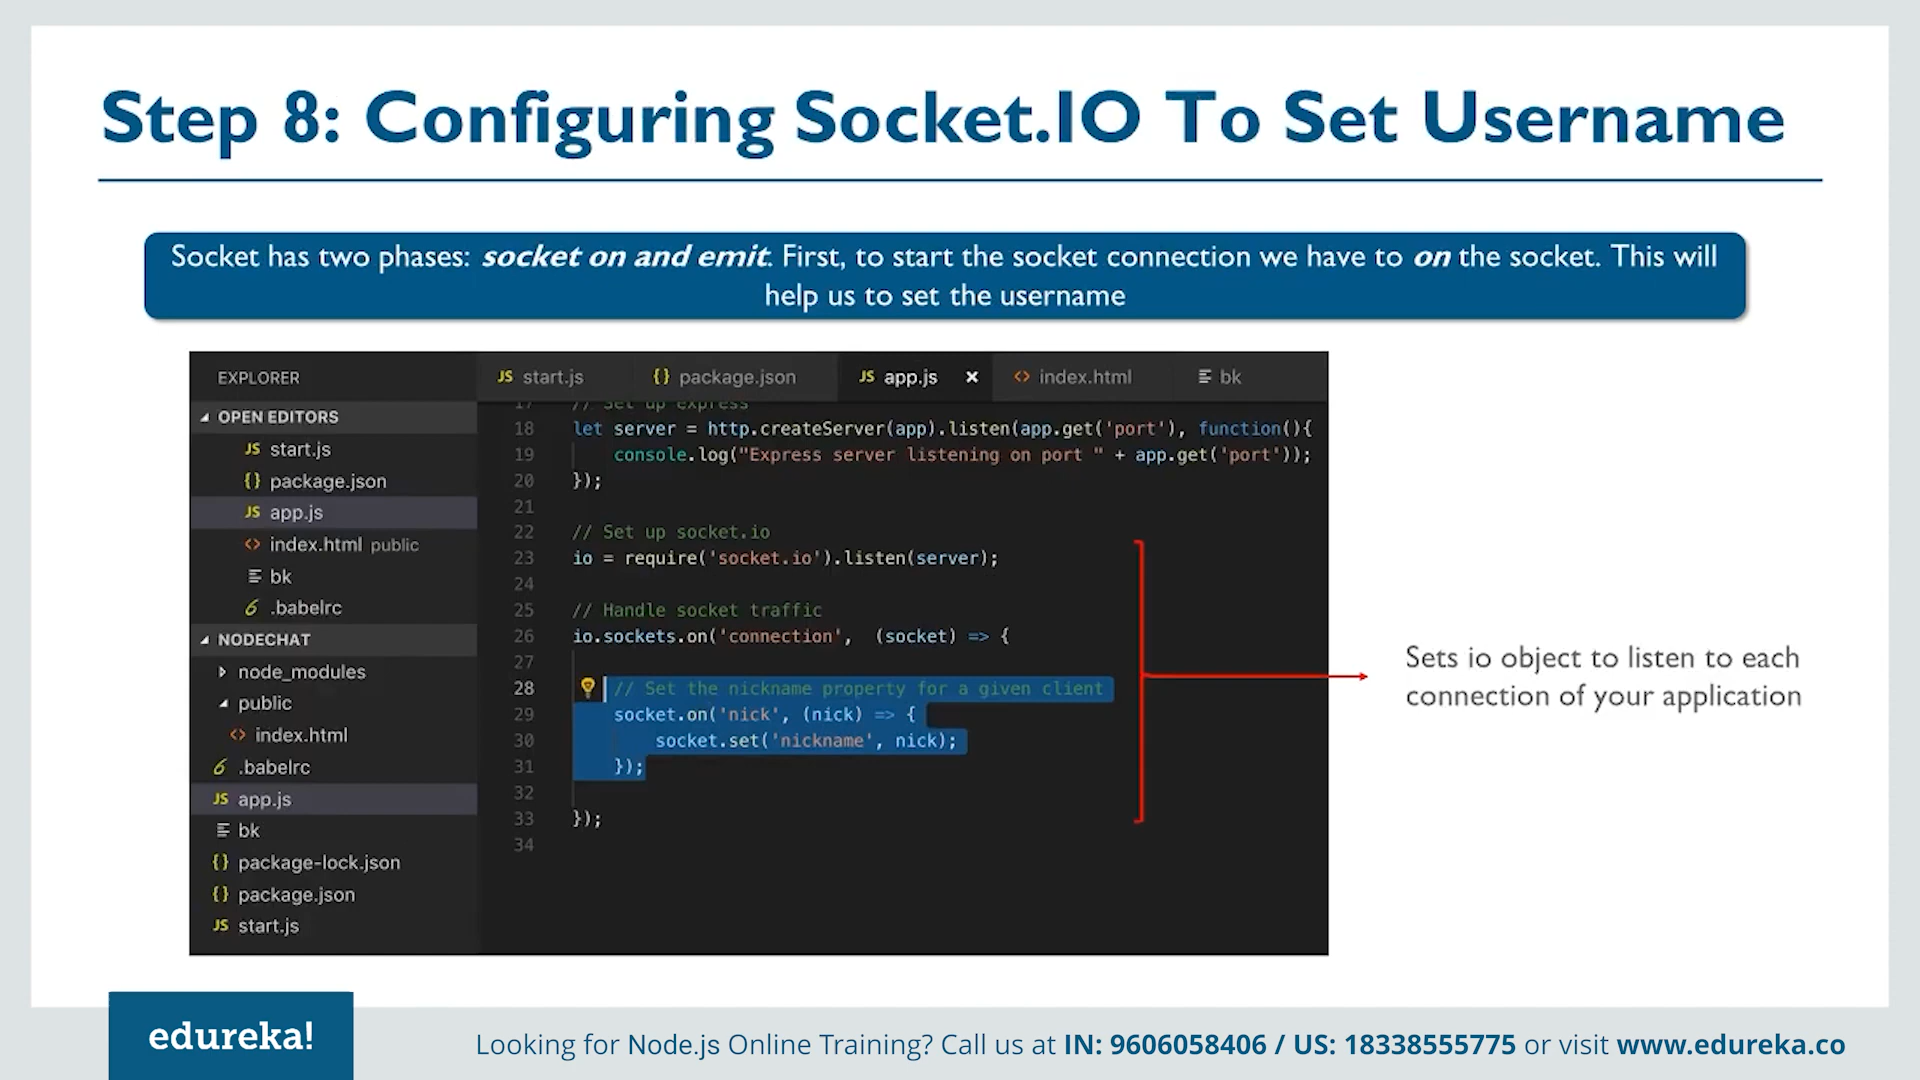 Step 8: Configuring Socket.IO To Set Username
Socket has two phases: socket on and emit. First, to start the socket connection we have to on the socket. This will
help us to set the username
EXPLORER
OPEN EDITORS
JS start.js
{} package.json
JS app.js
<> index.html public
bk
6 .babelrc
NODECHAT
node_modules
public
<> index.html
6 .babelrc
JS app.js
bk
{} package-lock.json
{} package.json
JS start.js
JS start.js {} package.json JS app.js × <> index.html bk
17 // Set up express
18 let server = http.createServer(app).listen(app.get('port'), function(){
19 console.log("Express server listening on port " + app.get('port'));
20 });
21
22 // Set up socket.io
23 io = require('socket.io').listen(server);
24
25 // Handle socket traffic
26 io.sockets.on('connection', (socket) => {
27
28 // Set the nickname property for a given client
29 socket.on('nick', (nick) => {
30 socket.set('nickname', nick);
31 });
32
33 });
34
Sets io object to listen to each
connection of your application
edureka!
Looking for Node.js Online Training? Call us at IN: 9606058406 / US: 18338555775 or visit www.edureka.co